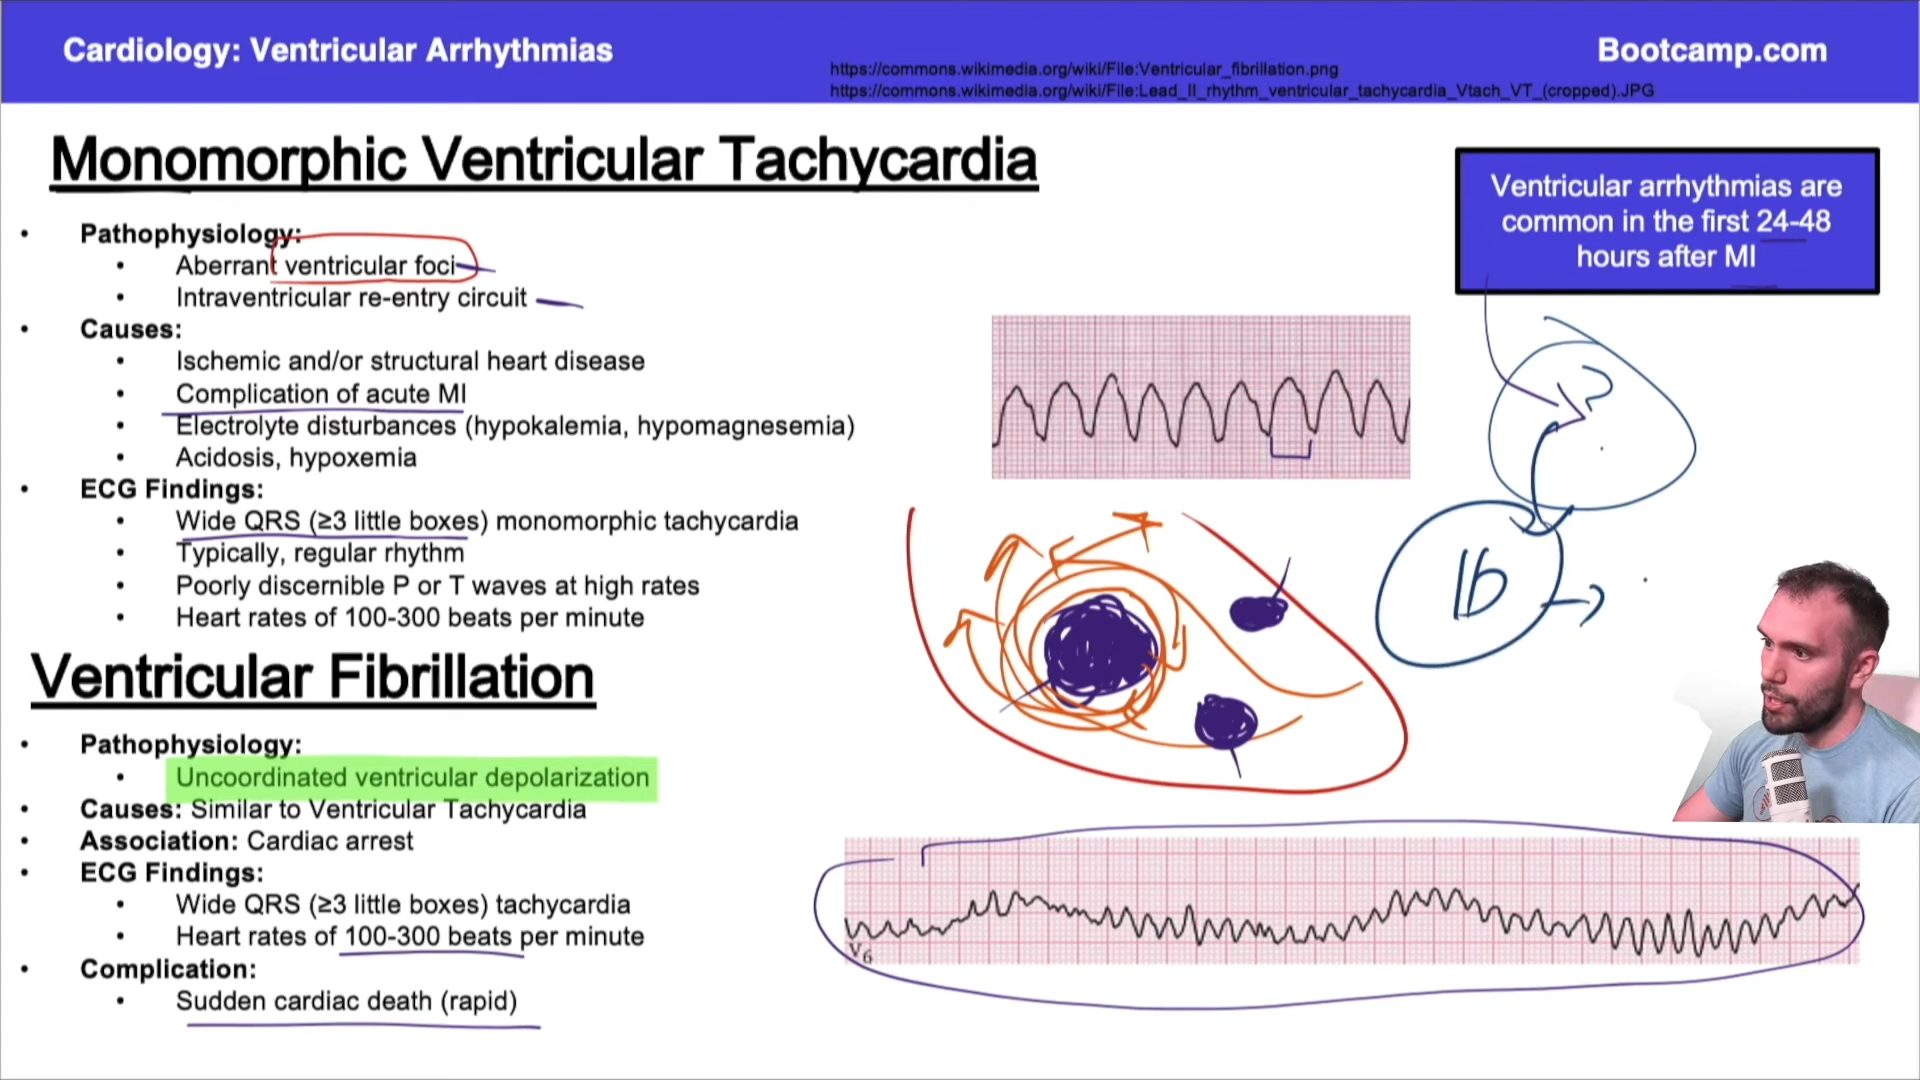 Cardiology: Ventricular Arrhythmias
Bootcamp.com
https://commons.wikimedia.org/wiki/File:Ventricular_fibrillation.png
https://commons.wikimedia.org/wiki/File:Lead_II_rhythm_ventricular_tachycardia_Vtach_VT_(cropped).JPG
Monomorphic Ventricular Tachycardia
• Pathophysiology:
• Aberrant ventricular foci
• Intraventricular re-entry circuit
• Causes:
• Ischemic and/or structural heart disease
• Complication of acute MI
• Electrolyte disturbances (hypokalemia, hypomagnesemia)
• Acidosis, hypoxemia
• ECG Findings:
• Wide QRS (≥3 little boxes) monomorphic tachycardia
• Typically, regular rhythm
• Poorly discernible P or T waves at high rates
• Heart rates of 100-300 beats per minute
Ventricular Fibrillation
• Pathophysiology:
• Uncoordinated ventricular depolarization
• Causes: Similar to Ventricular Tachycardia
• Association: Cardiac arrest
• ECG Findings:
• Wide QRS (≥3 little boxes) tachycardia
• Heart rates of 100-300 beats per minute
• Complication:
• Sudden cardiac death (rapid)
Ventricular arrhythmias are
common in the first 24-48
hours after MI
V6